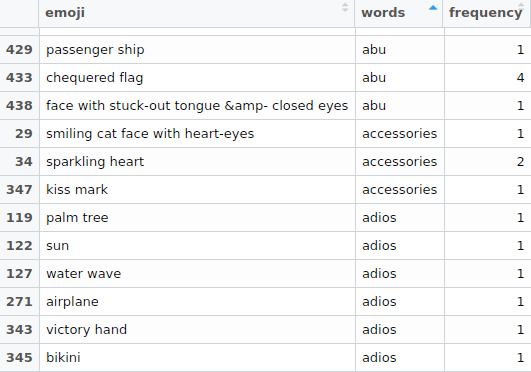 emoji words frequency
429 passenger ship abu 1
433 chequered flag abu 4
438 face with stuck-out tongue &amp- closed eyes abu 1
29 smiling cat face with heart-eyes accessories 1
34 sparkling heart accessories 2
347 kiss mark accessories 1
119 palm tree adios 1
122 sun adios 1
127 water wave adios 1
271 airplane adios 1
343 victory hand adios 1
345 bikini adios 1